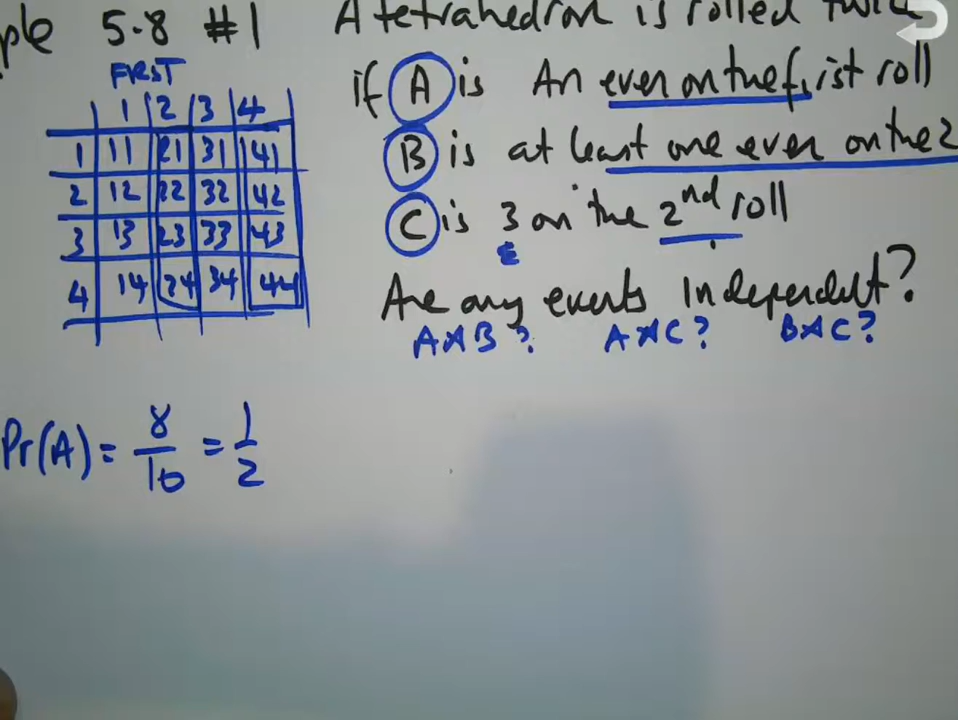 ple 5.8 #1 A tetrahedron is rolled twice
if A is An even on the first roll
B is at least one even on the 2
C is 3 on the 2nd roll
E
Are any events Independent?
A & B ? A & C ? B & C ?
FIRST
1 2 3 4
1 11 21 31 41
2 12 22 32 42
3 13 23 33 43
4 14 24 34 44
Pr(A) = 8/16 = 1/2